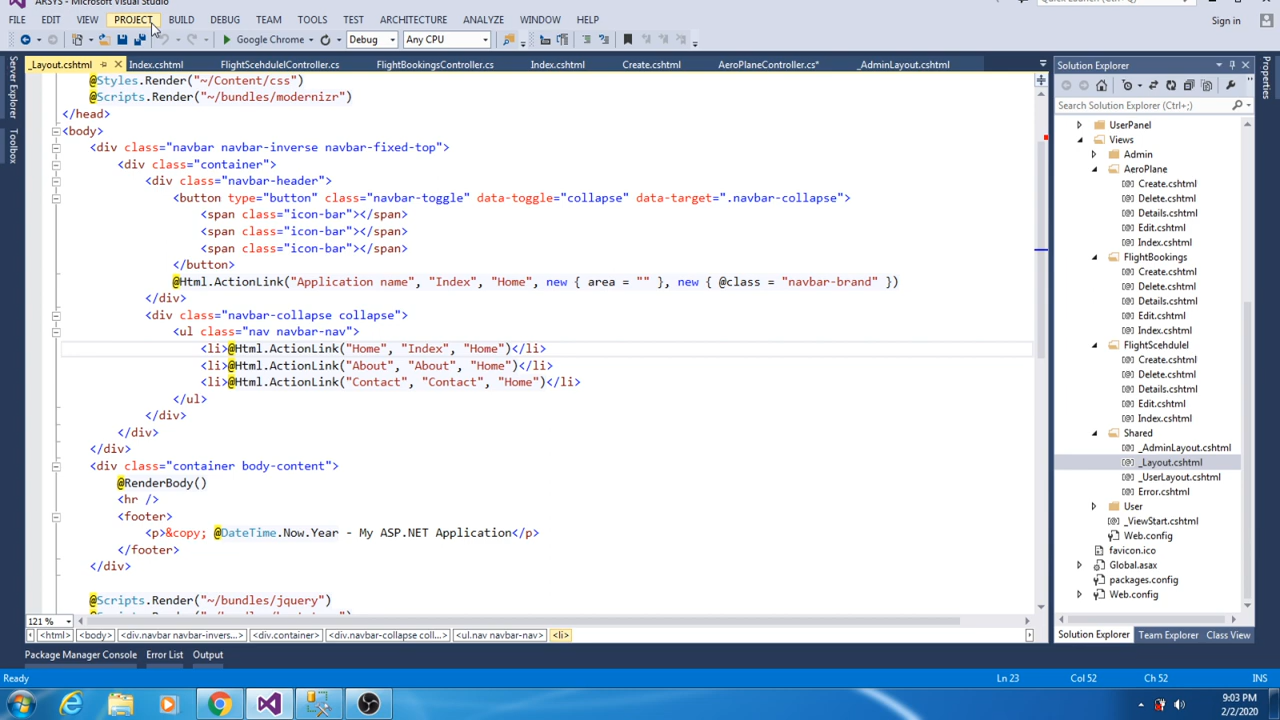 ARSYS - Microsoft Visual Studio
FILE EDIT VIEW PROJECT BUILD DEBUG TEAM TOOLS TEST ARCHITECTURE ANALYZE WINDOW HELP Sign in
Google Chrome Debug Any CPU
_Layout.cshtml Index.cshtml FlightScehdulelController.cs FlightBookingsController.cs Index.cshtml Create.cshtml AeroPlaneController.cs* _AdminLayout.cshtml
Server Explorer
Toolbox
@Styles.Render("~/Content/css")
@Scripts.Render("~/bundles/modernizr")
</head>
<body>
<div class="navbar navbar-inverse navbar-fixed-top">
<div class="container">
<div class="navbar-header">
<button type="button" class="navbar-toggle" data-toggle="collapse" data-target=".navbar-collapse">
<span class="icon-bar"></span>
<span class="icon-bar"></span>
<span class="icon-bar"></span>
</button>
@Html.ActionLink("Application name", "Index", "Home", new { area = "" }, new { @class = "navbar-brand" })
</div>
<div class="navbar-collapse collapse">
<ul class="nav navbar-nav">
<li>@Html.ActionLink("Home", "Index", "Home")</li>
<li>@Html.ActionLink("About", "About", "Home")</li>
<li>@Html.ActionLink("Contact", "Contact", "Home")</li>
</ul>
</div>
</div>
</div>
<div class="container body-content">
@RenderBody()
<hr />
<footer>
<p>&copy; @DateTime.Now.Year - My ASP.NET Application</p>
</footer>
</div>
@Scripts.Render("~/bundles/jquery")
121 %
<html> <body> <div.navbar navbar-invers...> <div.container> <div.navbar-collapse coll...> <ul.nav navbar-nav> <li>
Solution Explorer
Search Solution Explorer (Ctrl+;)
UserPanel
Views
Admin
AeroPlane
Create.cshtml
Delete.cshtml
Details.cshtml
Edit.cshtml
Index.cshtml
FlightBookings
Create.cshtml
Delete.cshtml
Details.cshtml
Edit.cshtml
Index.cshtml
FlightScehdulel
Create.cshtml
Delete.cshtml
Details.cshtml
Edit.cshtml
Index.cshtml
Shared
_AdminLayout.cshtml
_Layout.cshtml
_UserLayout.cshtml
Error.cshtml
User
_ViewStart.cshtml
Web.config
favicon.ico
Global.asax
packages.config
Web.config
Solution Explorer Team Explorer Class View
Properties
Package Manager Console Error List Output
Ready Ln 23 Col 52 Ch 52 INS
9:03 PM
2/2/2020